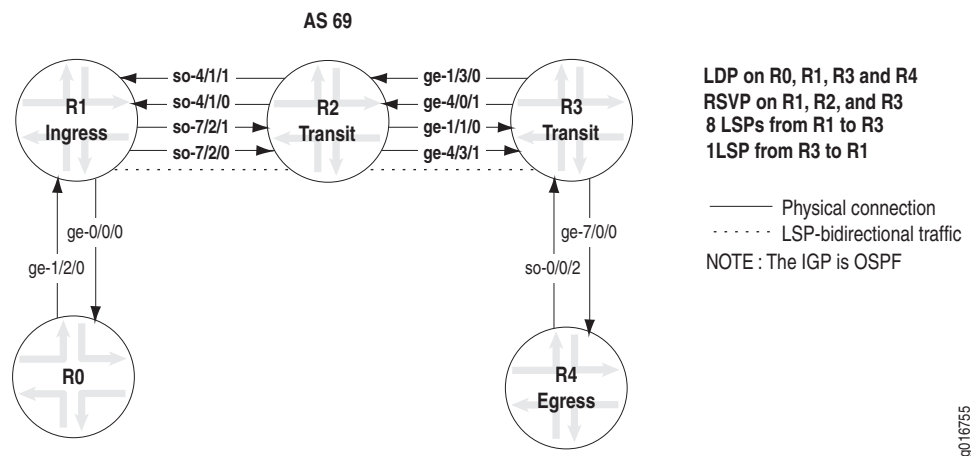 AS 69
so-4/1/1
ge-1/3/0
R1
Ingress
so-4/1/0
R2
Transit
ge-4/0/1
R3
Transit
so-7/2/1
ge-1/1/0
so-7/2/0
ge-4/3/1
LDP on R0, R1, R3 and R4
RSVP on R1, R2, and R3
8 LSPs from R1 to R3
1LSP from R3 to R1
Physical connection
LSP-bidirectional traffic
NOTE : The IGP is OSPF
ge-0/0/0
ge-1/2/0
ge-7/0/0
so-0/0/2
R0
R4
Egress
g016755